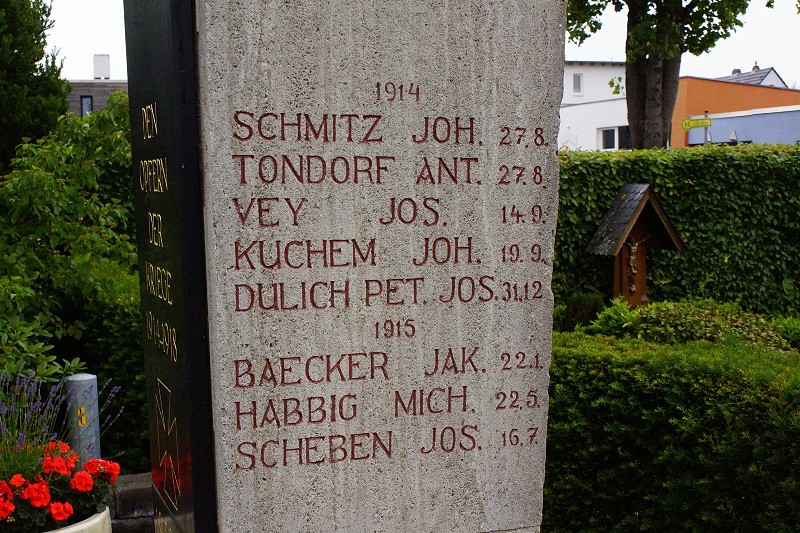 DEN
OPFERN
DER
KRIEGE
1914-1918
1914
SCHMITZ JOH. 27.8.
TONDORF ANT. 27.8.
VEY JOS. 14.9.
KUCHEM JOH. 19.9.
DULICH PET. JOS. 31.12
1915
BAECKER JAK. 22.1.
HABBIG MICH. 22.5.
SCHEBEN JOS. 16.7.